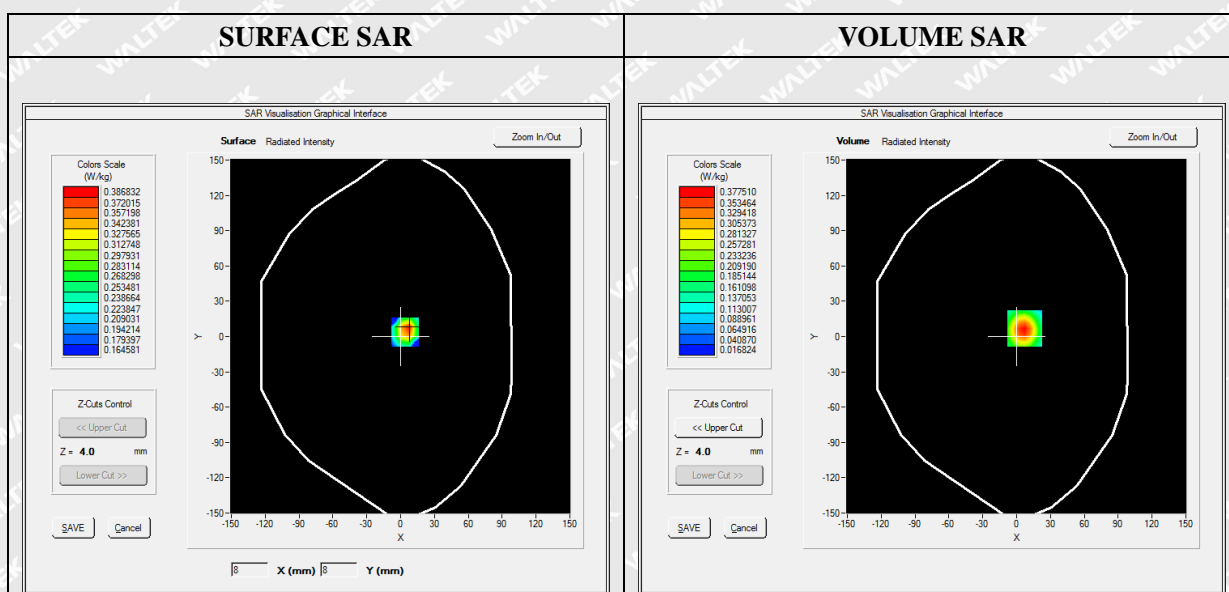 SURFACE SAR
VOLUME SAR
SAR Visualisation Graphical Interface
Surface Radiated Intensity
Zoom In/Out
Colors Scale
(W/kg)
0.386832
0.372015
0.357198
0.342381
0.327565
0.312748
0.297931
0.283114
0.268298
0.253481
0.238664
0.223847
0.209031
0.194214
0.179397
0.164581
Z-Cuts Control
<< Upper Cut
Z = 4.0 mm
Lower Cut >>
SAVE Cancel
150
120
90
60
30
0
-30
-60
-90
-120
-150
Y
-150 -120 -90 -60 -30 0 30 60 90 120 150
X
8 X (mm) 8 Y (mm)
SAR Visualisation Graphical Interface
Volume Radiated Intensity
Zoom In/Out
Colors Scale
(W/kg)
0.377510
0.353464
0.329418
0.305373
0.281327
0.257281
0.233236
0.209190
0.185144
0.161098
0.137053
0.113007
0.088961
0.064916
0.040870
0.016824
Z-Cuts Control
<< Upper Cut
Z = 4.0 mm
Lower Cut >>
SAVE Cancel
150
120
90
60
30
0
-30
-60
-90
-120
-150
Y
-150 -120 -90 -60 -30 0 30 60 90 120 150
X
WALTEK